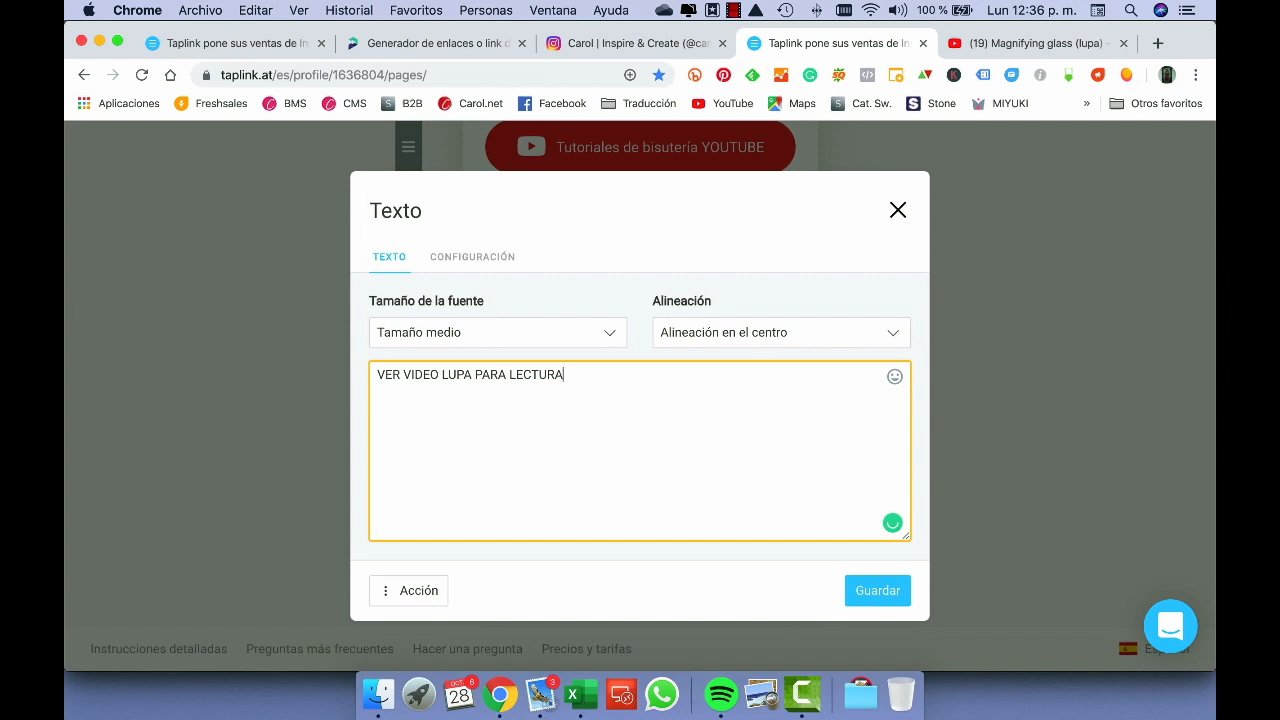 Chrome Archivo Editar Ver Historial Favoritos Personas Ventana Ayuda 100 % Lun 12:36 p. m.
Taplink pone sus ventas de In Generador de enlaces o link d Carol | Inspire & Create (@car Taplink pone sus ventas de In (19) Magnifying glass (lupa) -
taplink.at/es/profile/1636804/pages/
Aplicaciones Freshsales BMS CMS B2B Carol.net Facebook Traducción YouTube Maps Cat. Sw. Stone MIYUKI » Otros favoritos
Tutoriales de bisutería YOUTUBE
Texto
TEXTO CONFIGURACIÓN
Tamaño de la fuente Alineación
Tamaño medio Alineación en el centro
VER VIDEO LUPA PARA LECTURA
Acción Guardar
Instrucciones detalladas Preguntas más frecuentes Hacer una pregunta Precios y tarifas
6 28 3